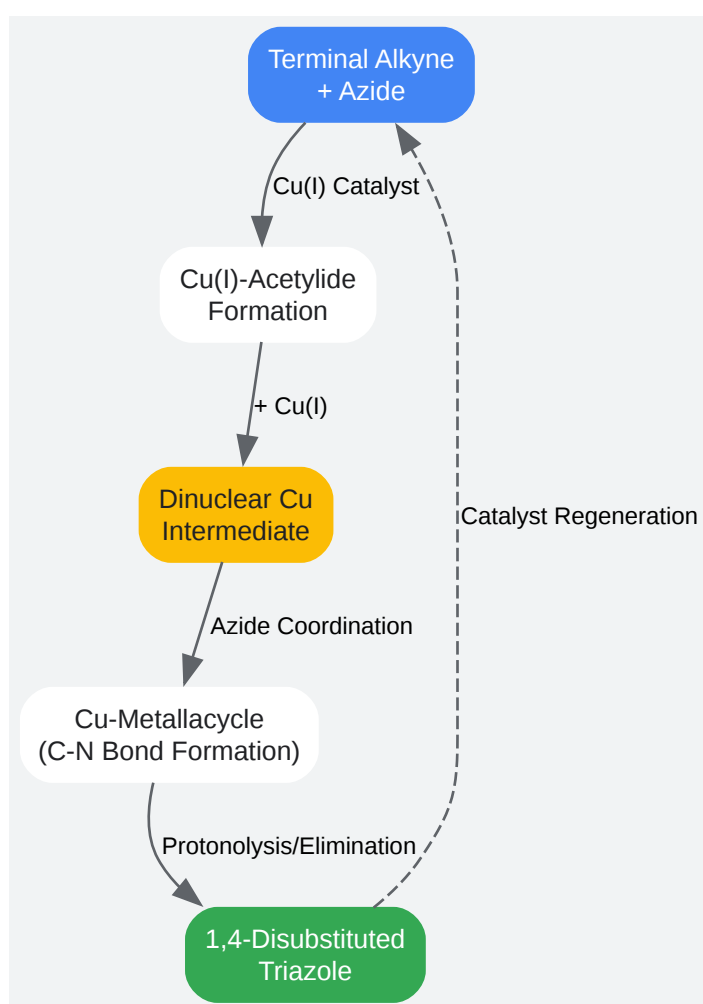 Terminal Alkyne
+ Azide
Cu(I) Catalyst
Cu(I)-Acetylide
Formation
+ Cu(I)
Dinuclear Cu
Intermediate
Catalyst Regeneration
Azide Coordination
Cu-Metallacycle
(C-N Bond Formation)
Protonolysis/Elimination
1,4-Disubstituted
Triazole